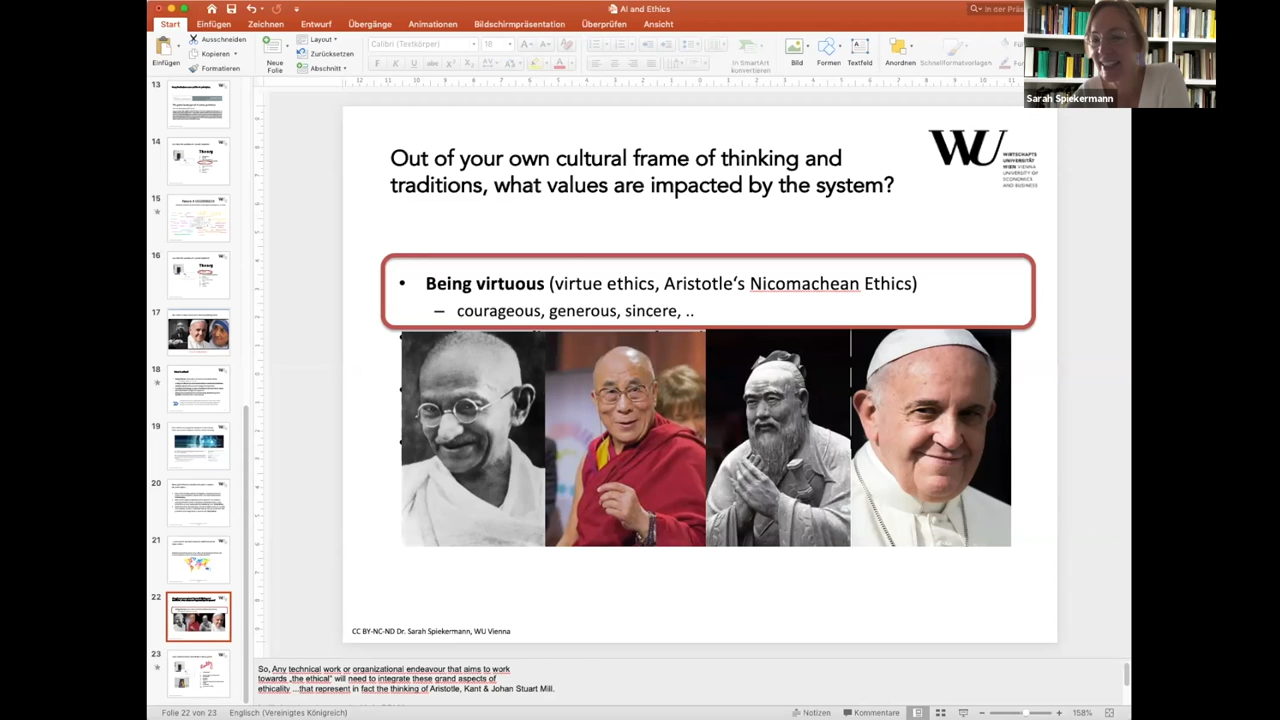 AI and Ethics
In der Präs
Start Einfügen Zeichnen Entwurf Übergänge Animationen Bildschirmpräsentation Überprüfen Ansicht
Einfügen
Ausschneiden
Kopieren
Formatieren
Neue
Folie
Layout
Zurücksetzen
Abschnitt
Calibri (Textkörper) 18
In SmartArt
konvertieren
Bild
Formen
Textfeld
Anordnen
Schnellformatvorlagen
Sarah Spiekermann
13
14
Theory
15
16
Theory
17
18
19
20
21
22
23
Out of your own cultural frame of thinking and
traditions, what values are impacted by the system?
WU
WIRTSCHAFTS
UNIVERSITÄT
WIEN VIENNA
UNIVERSITY OF
ECONOMICS
AND BUSINESS
• Being virtuous (virtue ethics, Aristotle‘s Nicomachean Ethics)
– courageous, generous, sincere, ..
CC BY-NC-ND Dr. Sarah Spiekermann, WU Vienna
So, Any technical work or organizational endeavour that aims to work
towards „the ethical“ will need to integrate these grand aspects of
ethicality ...that represent in fact the thinking of Aristotle, Kant & Johan Stuart Mill.
Folie 22 von 23 Englisch (Vereinigtes Königreich) Notizen Kommentare 158%